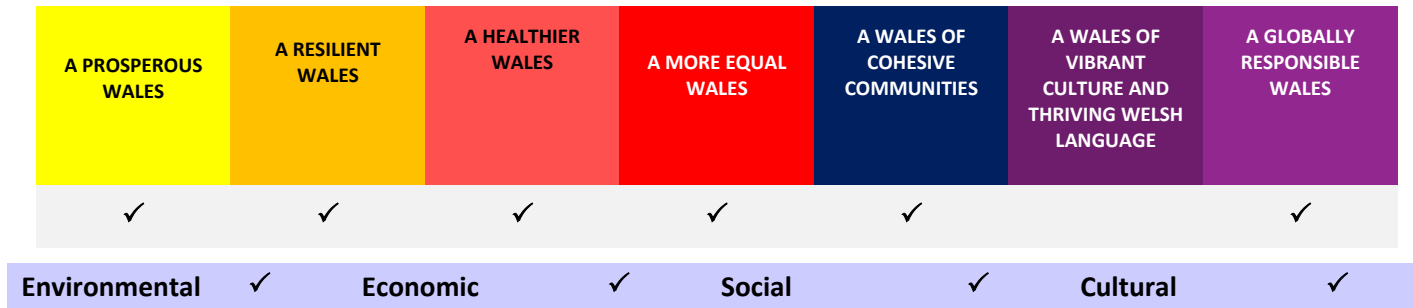 A PROSPEROUS
WALES
A RESILIENT
WALES
A HEALTHIER
WALES
A MORE EQUAL
WALES
A WALES OF
COHESIVE
COMMUNITIES
A WALES OF
VIBRANT
CULTURE AND
THRIVING WELSH
LANGUAGE
A GLOBALLY
RESPONSIBLE
WALES
✓ ✓ ✓ ✓ ✓ ✓
Environmental ✓ Economic ✓ Social ✓ Cultural ✓